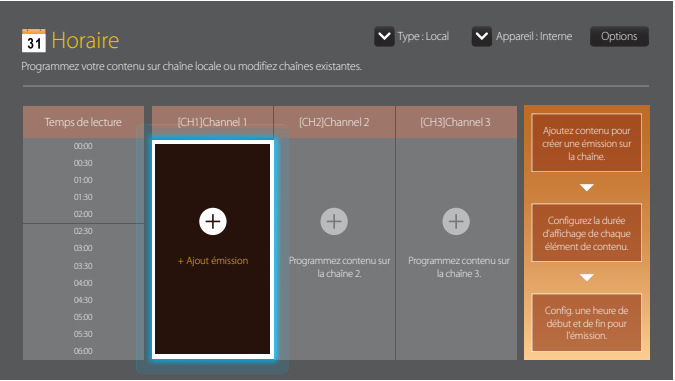 31 Horaire
Type : Local
Appareil : Interne
Options
Programmez votre contenu sur chaîne locale ou modifiez chaînes existantes.
Temps de lecture
[CH1]Channel 1
[CH2]Channel 2
[CH3]Channel 3
00:00
00:30
01:00
01:30
02:00
02:30
03:00
03:30
04:00
04:30
05:00
05:30
06:00
+ Ajout émission
Programmez contenu sur
la chaîne 2.
Programmez contenu sur
la chaîne 3.
Ajoutez contenu pour
créer une émission sur
la chaîne.
Configurez la durée
d'affichage de chaque
élément de contenu.
Config. une heure de
début et de fin pour
l'émission.